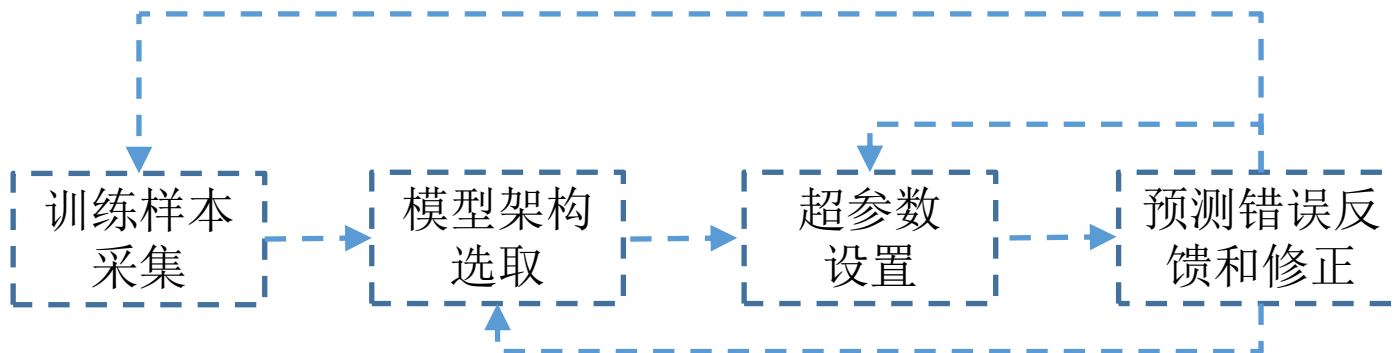 训练样本
采集
模型架构
选取
超参数
设置
预测错误反
馈和修正